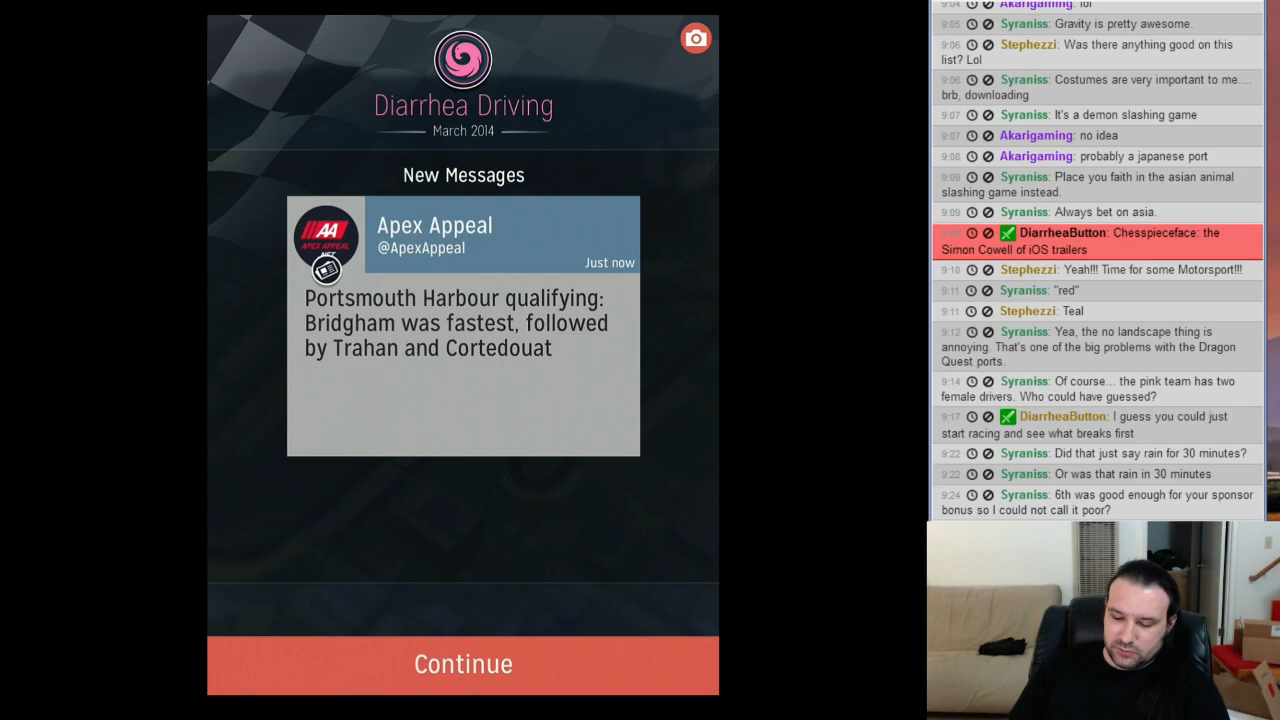 Diarrhea Driving
March 2014
New Messages
AA
APEX APPEAL
Apex Appeal
@ApexAppeal
Just now
Portsmouth Harbour qualifying:
Bridgham was fastest, followed
by Trahan and Cortedouat
Continue
9:04 Akarigaming: lol
9:05 Syraniss: Gravity is pretty awesome.
9:06 Stephezzi: Was there anything good on this
list? Lol
9:06 Syraniss: Costumes are very important to me....
brb, downloading
9:07 Syraniss: It's a demon slashing game
9:07 Akarigaming: no idea
9:08 Akarigaming: probably a japanese port
9:09 Syraniss: Place you faith in the asian animal
slashing game instead.
9:09 Syraniss: Always bet on asia.
DiarrheaButton: Chesspieceface: the
Simon Cowell of iOS trailers
9:10 Stephezzi: Yeah!!! Time for some Motorsport!!!
9:11 Syraniss: "red"
9:11 Stephezzi: Teal
9:12 Syraniss: Yea, the no landscape thing is
annoying. That's one of the big problems with the Dragon
Quest ports.
9:14 Syraniss: Of course... the pink team has two
female drivers. Who could have guessed?
9:17 DiarrheaButton: I guess you could just
start racing and see what breaks first
9:22 Syraniss: Did that just say rain for 30 minutes?
9:22 Syraniss: Or was that rain in 30 minutes
9:24 Syraniss: 6th was good enough for your sponsor
bonus so I could not call it poor?